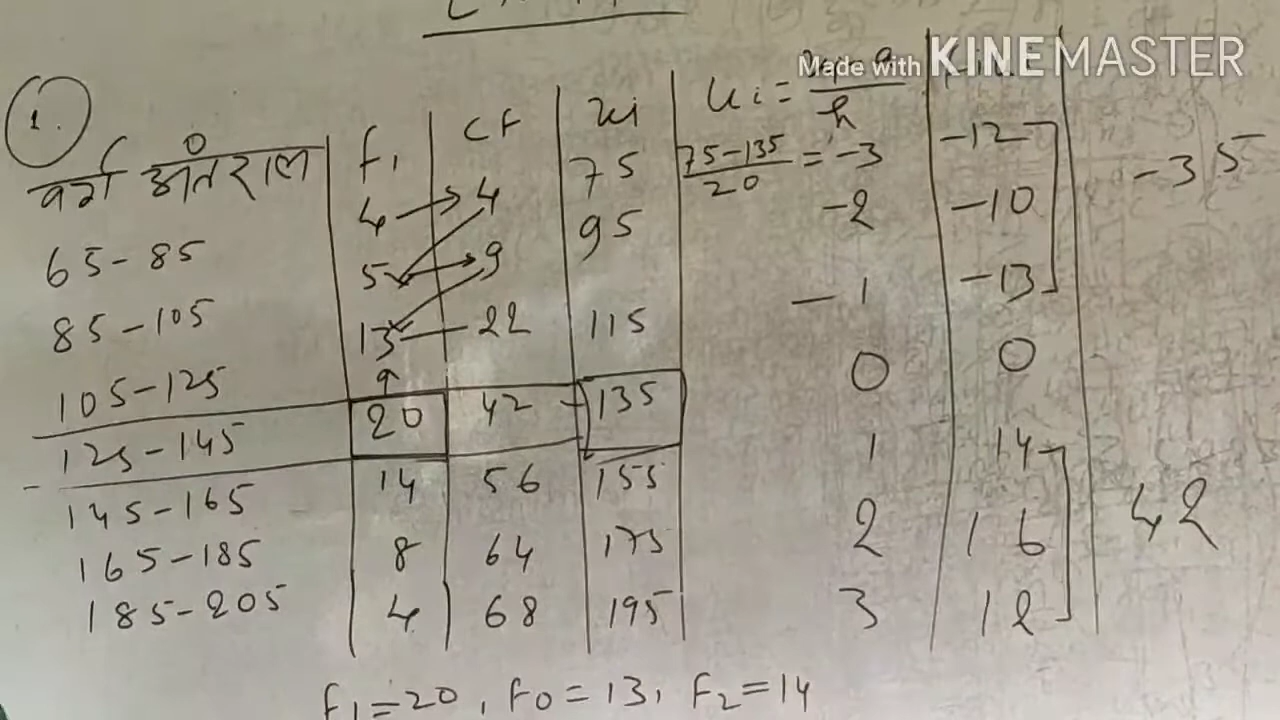 Made with KINEMASTER
1.
वर्ग अंतराल f₁ CF xi ui = h
65-85 4 4 75 75-135/20 = -3 -12
85-105 5 9 95 -2 -10 -35
105-125 13 22 115 -1 -13
125-145 20 42 135 0 0
145-165 14 56 155 1 14
165-185 8 64 175 2 16 42
185-205 4 68 195 3 12
F₁=20, F0=13, F₂=14